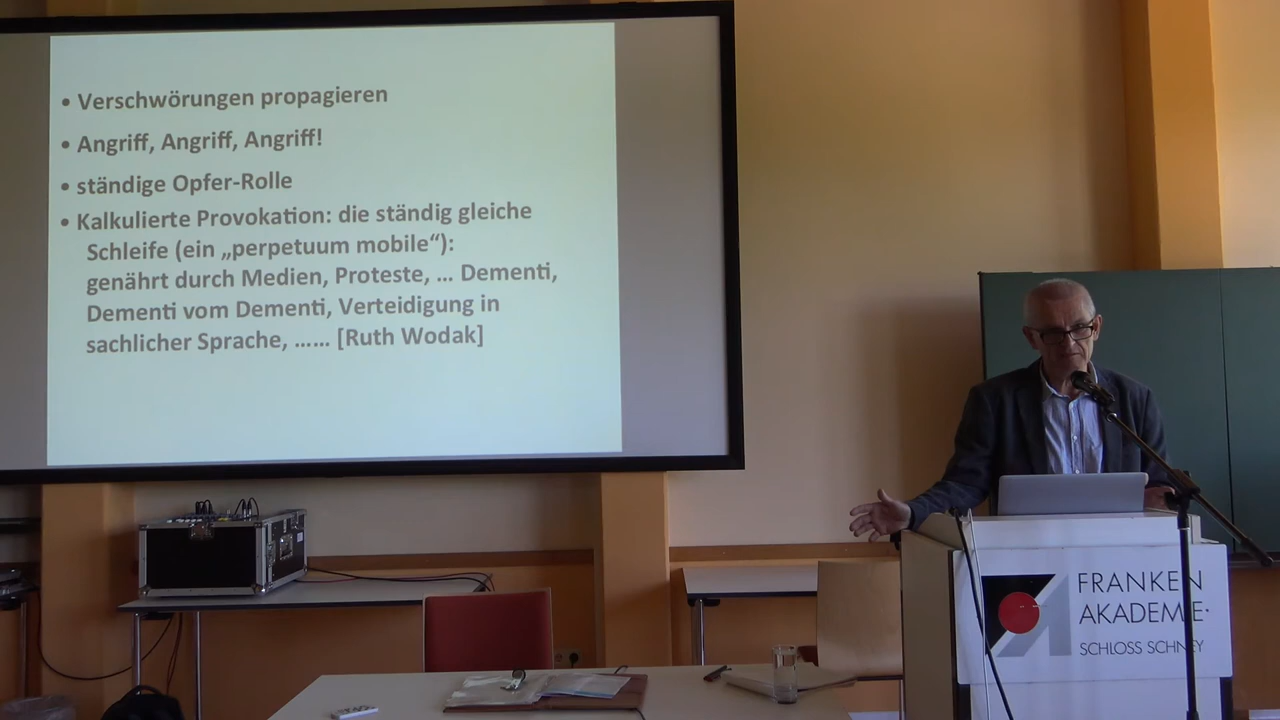 • Verschwörungen propagieren
• Angriff, Angriff, Angriff!
• ständige Opfer-Rolle
• Kalkulierte Provokation: die ständig gleiche
Schleife (ein „perpetuum mobile“):
genährt durch Medien, Proteste, ... Dementi,
Dementi vom Dementi, Verteidigung in
sachlicher Sprache, ...... [Ruth Wodak]
FRANKEN
AKADEMIE
SCHLOSS SCHNEY